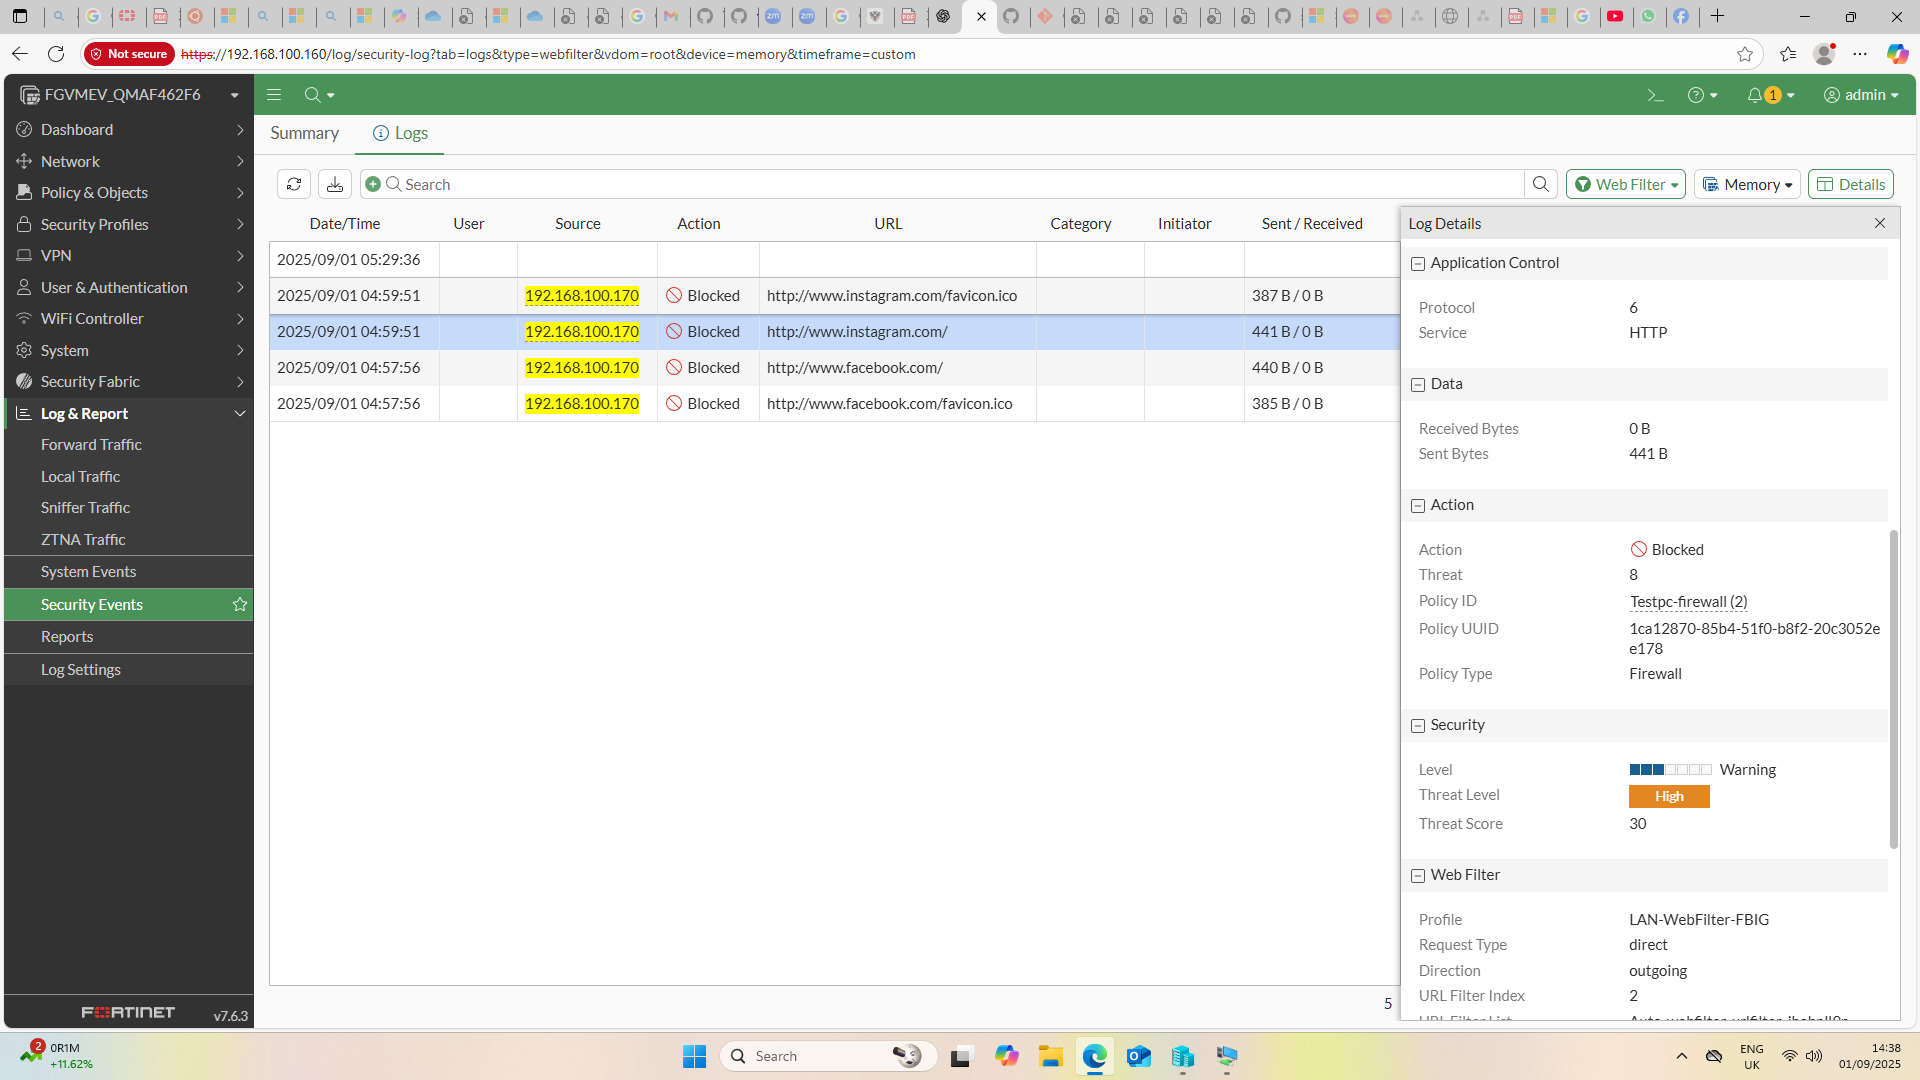 Not secure https://192.168.100.160/log/security-log?tab=logs&type=webfilter&vdom=root&device=memory&timeframe=custom
FGVMEV_QMAF462F6
1 admin
Dashboard
Network
Policy & Objects
Security Profiles
VPN
User & Authentication
WiFi Controller
System
Security Fabric
Log & Report
Forward Traffic
Local Traffic
Sniffer Traffic
ZTNA Traffic
System Events
Security Events
Reports
Log Settings
FORTINET v7.6.3
Summary Logs
Search Web Filter Memory Details
Date/Time User Source Action URL Category Initiator Sent / Received
2025/09/01 05:29:36
2025/09/01 04:59:51 192.168.100.170 Blocked http://www.instagram.com/favicon.ico 387 B / 0 B
2025/09/01 04:59:51 192.168.100.170 Blocked http://www.instagram.com/ 441 B / 0 B
2025/09/01 04:57:56 192.168.100.170 Blocked http://www.facebook.com/ 440 B / 0 B
2025/09/01 04:57:56 192.168.100.170 Blocked http://www.facebook.com/favicon.ico 385 B / 0 B
5
Log Details
Application Control
Protocol 6
Service HTTP
Data
Received Bytes 0 B
Sent Bytes 441 B
Action
Action Blocked
Threat 8
Policy ID Testpc-firewall (2)
Policy UUID 1ca12870-85b4-51f0-b8f2-20c3052e
e178
Policy Type Firewall
Security
Level Warning
Threat Level High
Threat Score 30
Web Filter
Profile LAN-WebFilter-FBIG
Request Type direct
Direction outgoing
URL Filter Index 2
URL Filter List
2 0R1M
+11.62%
Search
ENG
UK
14:38
01/09/2025